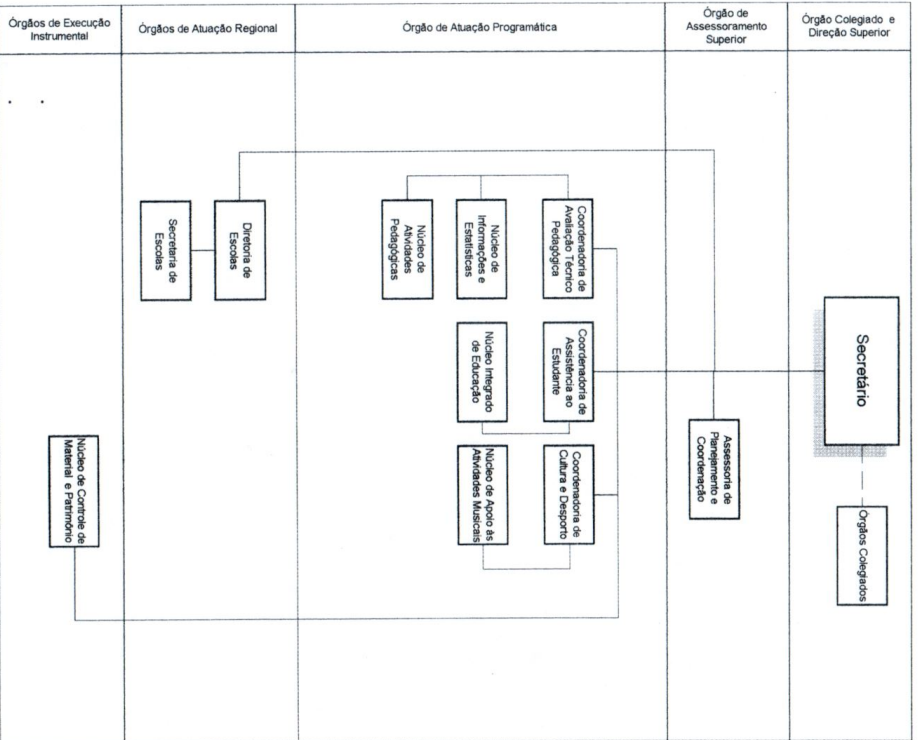 Órgãos de Execução
Instrumental
Órgãos de Atuação Regional
Órgão de Atuação Programática
Órgão de
Assessoramento
Superior
Órgão Colegiado e
Direção Superior
Secretário
Órgãos Colegiados
Assessoria de
Planejamento e
Coordenação
Coordenadoria de
Avaliação Técnico
Pedagógica
Núcleo de
Informações e
Estatísticas
Núcleo de
Atividades
Pedagógicas
Coordenadoria de
Assistência ao
Estudante
Núcleo Integrado
de Educação
Coordenadoria de
Cultura e Desporto
Núcleo de Apoio às
Atividades Musicais
Diretoria de
Escolas
Secretaria de
Escolas
Núcleo de Controle de
Material e Patrimônio